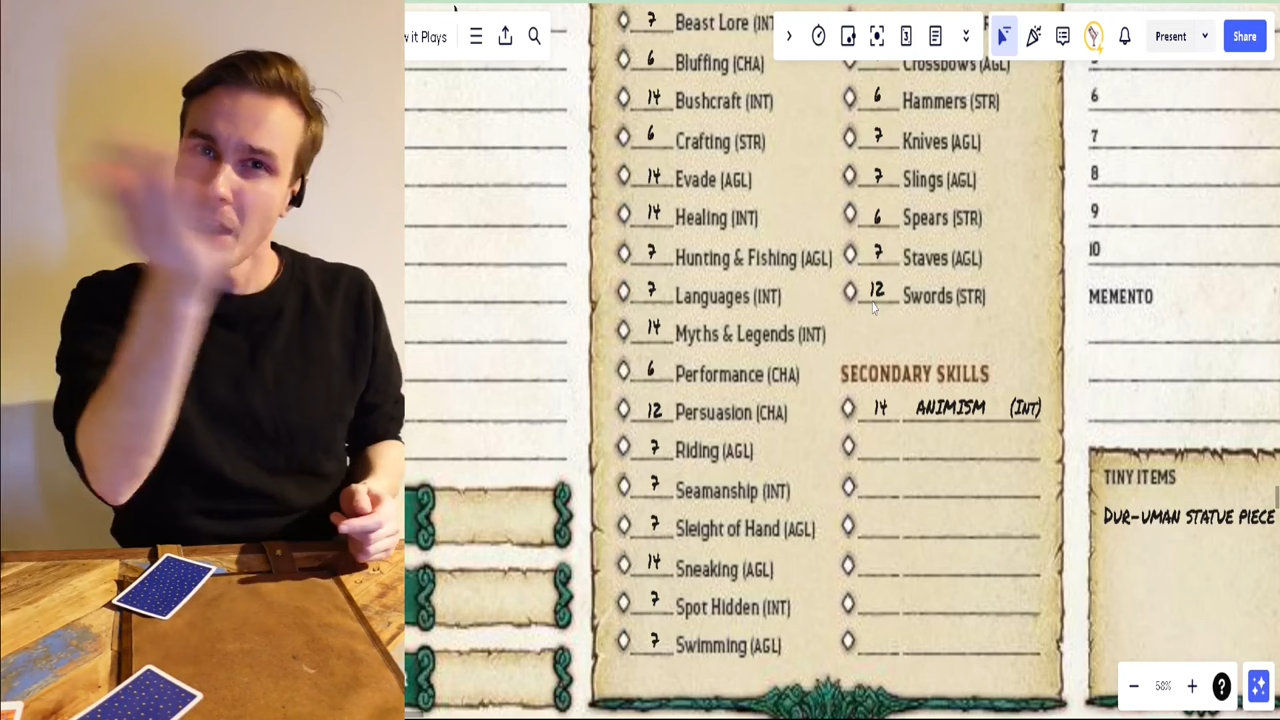 w it Plays
Present
Share
7 Beast Lore (INT)
6 Bluffing (CHA)
14 Bushcraft (INT)
6 Crafting (STR)
14 Evade (AGL)
14 Healing (INT)
7 Hunting & Fishing (AGL)
7 Languages (INT)
14 Myths & Legends (INT)
6 Performance (CHA)
12 Persuasion (CHA)
7 Riding (AGL)
7 Seamanship (INT)
7 Sleight of Hand (AGL)
14 Sneaking (AGL)
7 Spot Hidden (INT)
7 Swimming (AGL)
Crossbows (AGL)
6 Hammers (STR)
7 Knives (AGL)
7 Slings (AGL)
6 Spears (STR)
7 Staves (AGL)
12 Swords (STR)
SECONDARY SKILLS
14 ANIMISM (INT)
6
7
8
9
10
MEMENTO
TINY ITEMS
DUR-UMAN STATUE PIECE
58%